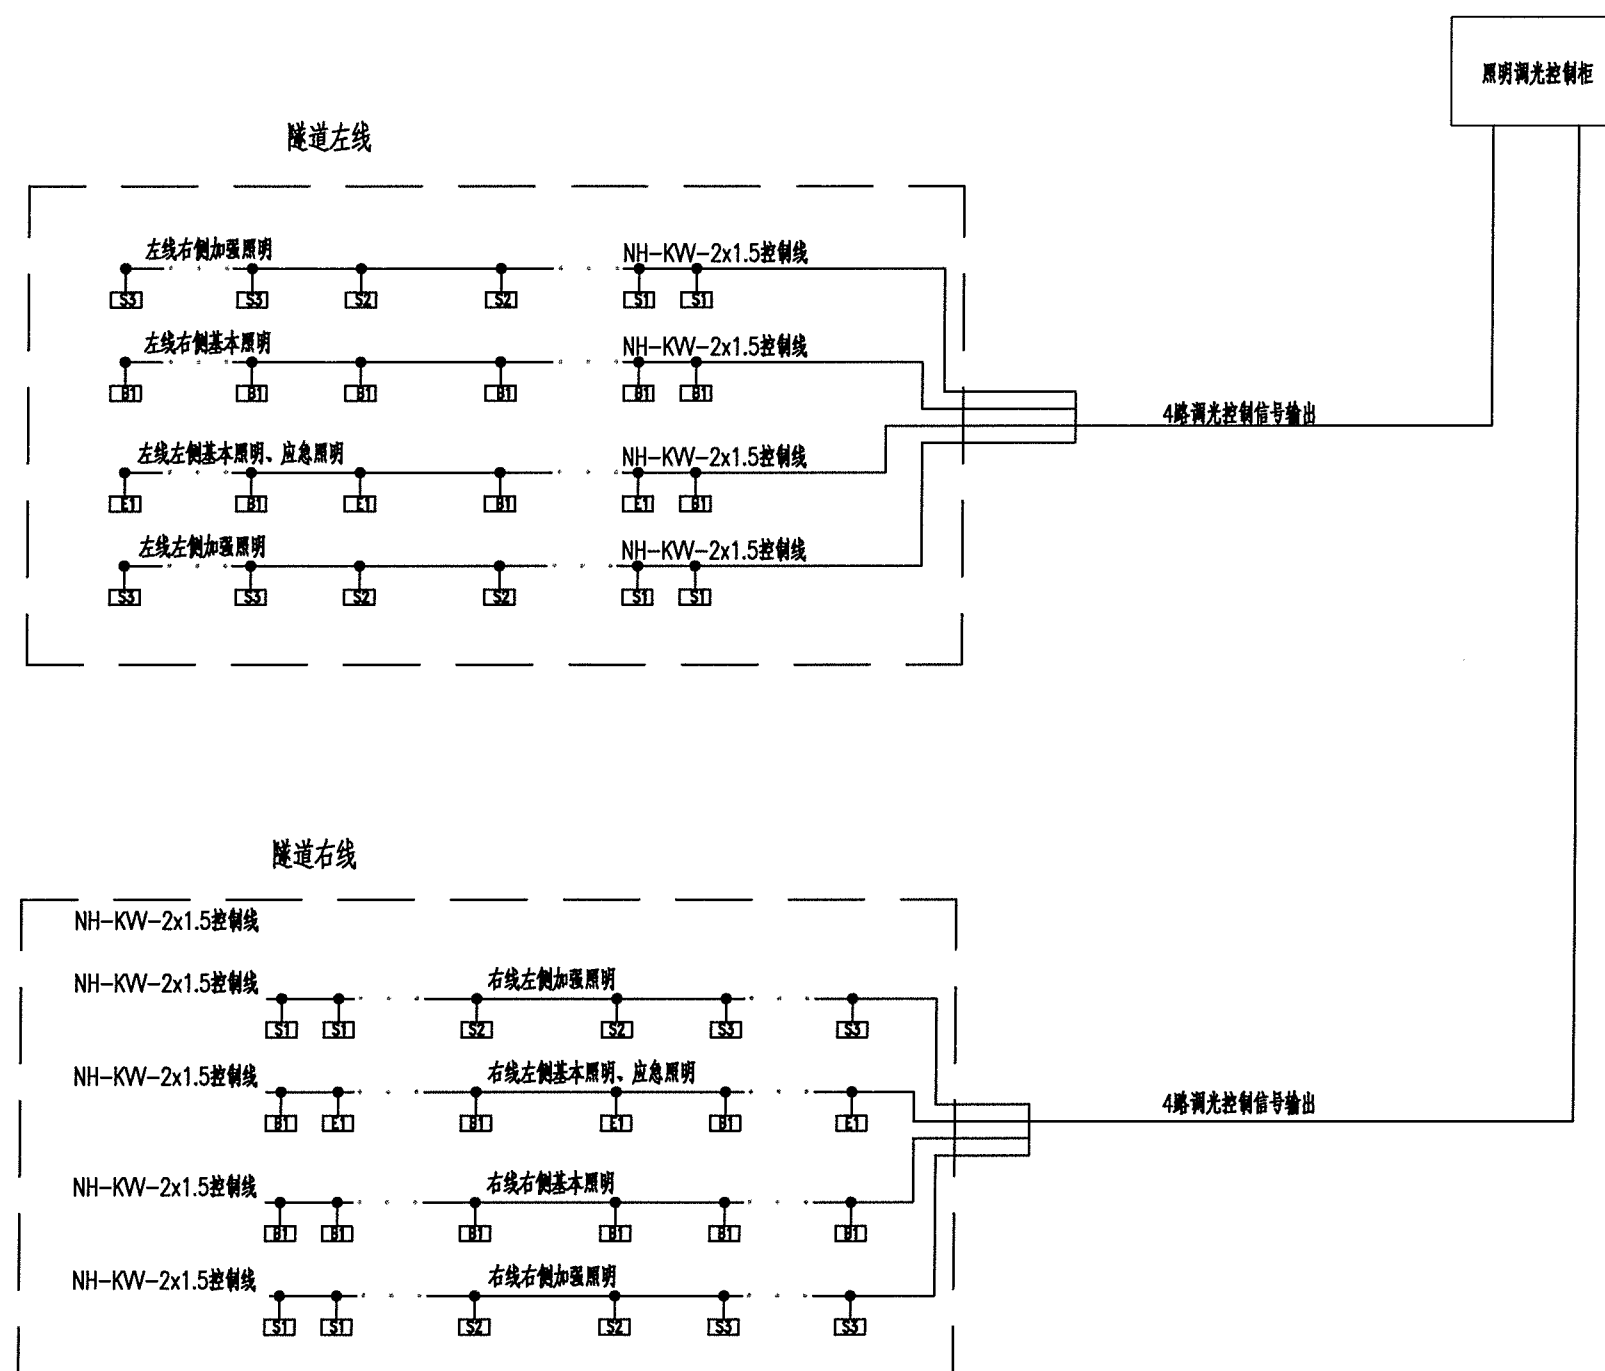 照明调光控制柜
隧道左线
左线右侧加强照明
NH-KVV-2x1.5控制线
S3 S3 S2 S2 S1 S1
左线右侧基本照明
NH-KVV-2x1.5控制线
B1 B1 B1 B1 B1 B1
4路调光控制信号输出
左线左侧基本照明、应急照明
NH-KVV-2x1.5控制线
E1 B1 E1 B1 E1 B1
左线左侧加强照明
NH-KVV-2x1.5控制线
S3 S3 S2 S2 S1 S1
隧道右线
NH-KVV-2x1.5控制线
NH-KVV-2x1.5控制线
右线左侧加强照明
S1 S1 S2 S2 S3 S3
NH-KVV-2x1.5控制线
右线左侧基本照明、应急照明
B1 E1 B1 E1 B1 E1
4路调光控制信号输出
NH-KVV-2x1.5控制线
右线右侧基本照明
B1 B1 B1 B1 B1 B1
NH-KVV-2x1.5控制线
右线右侧加强照明
S1 S1 S2 S2 S3 S3